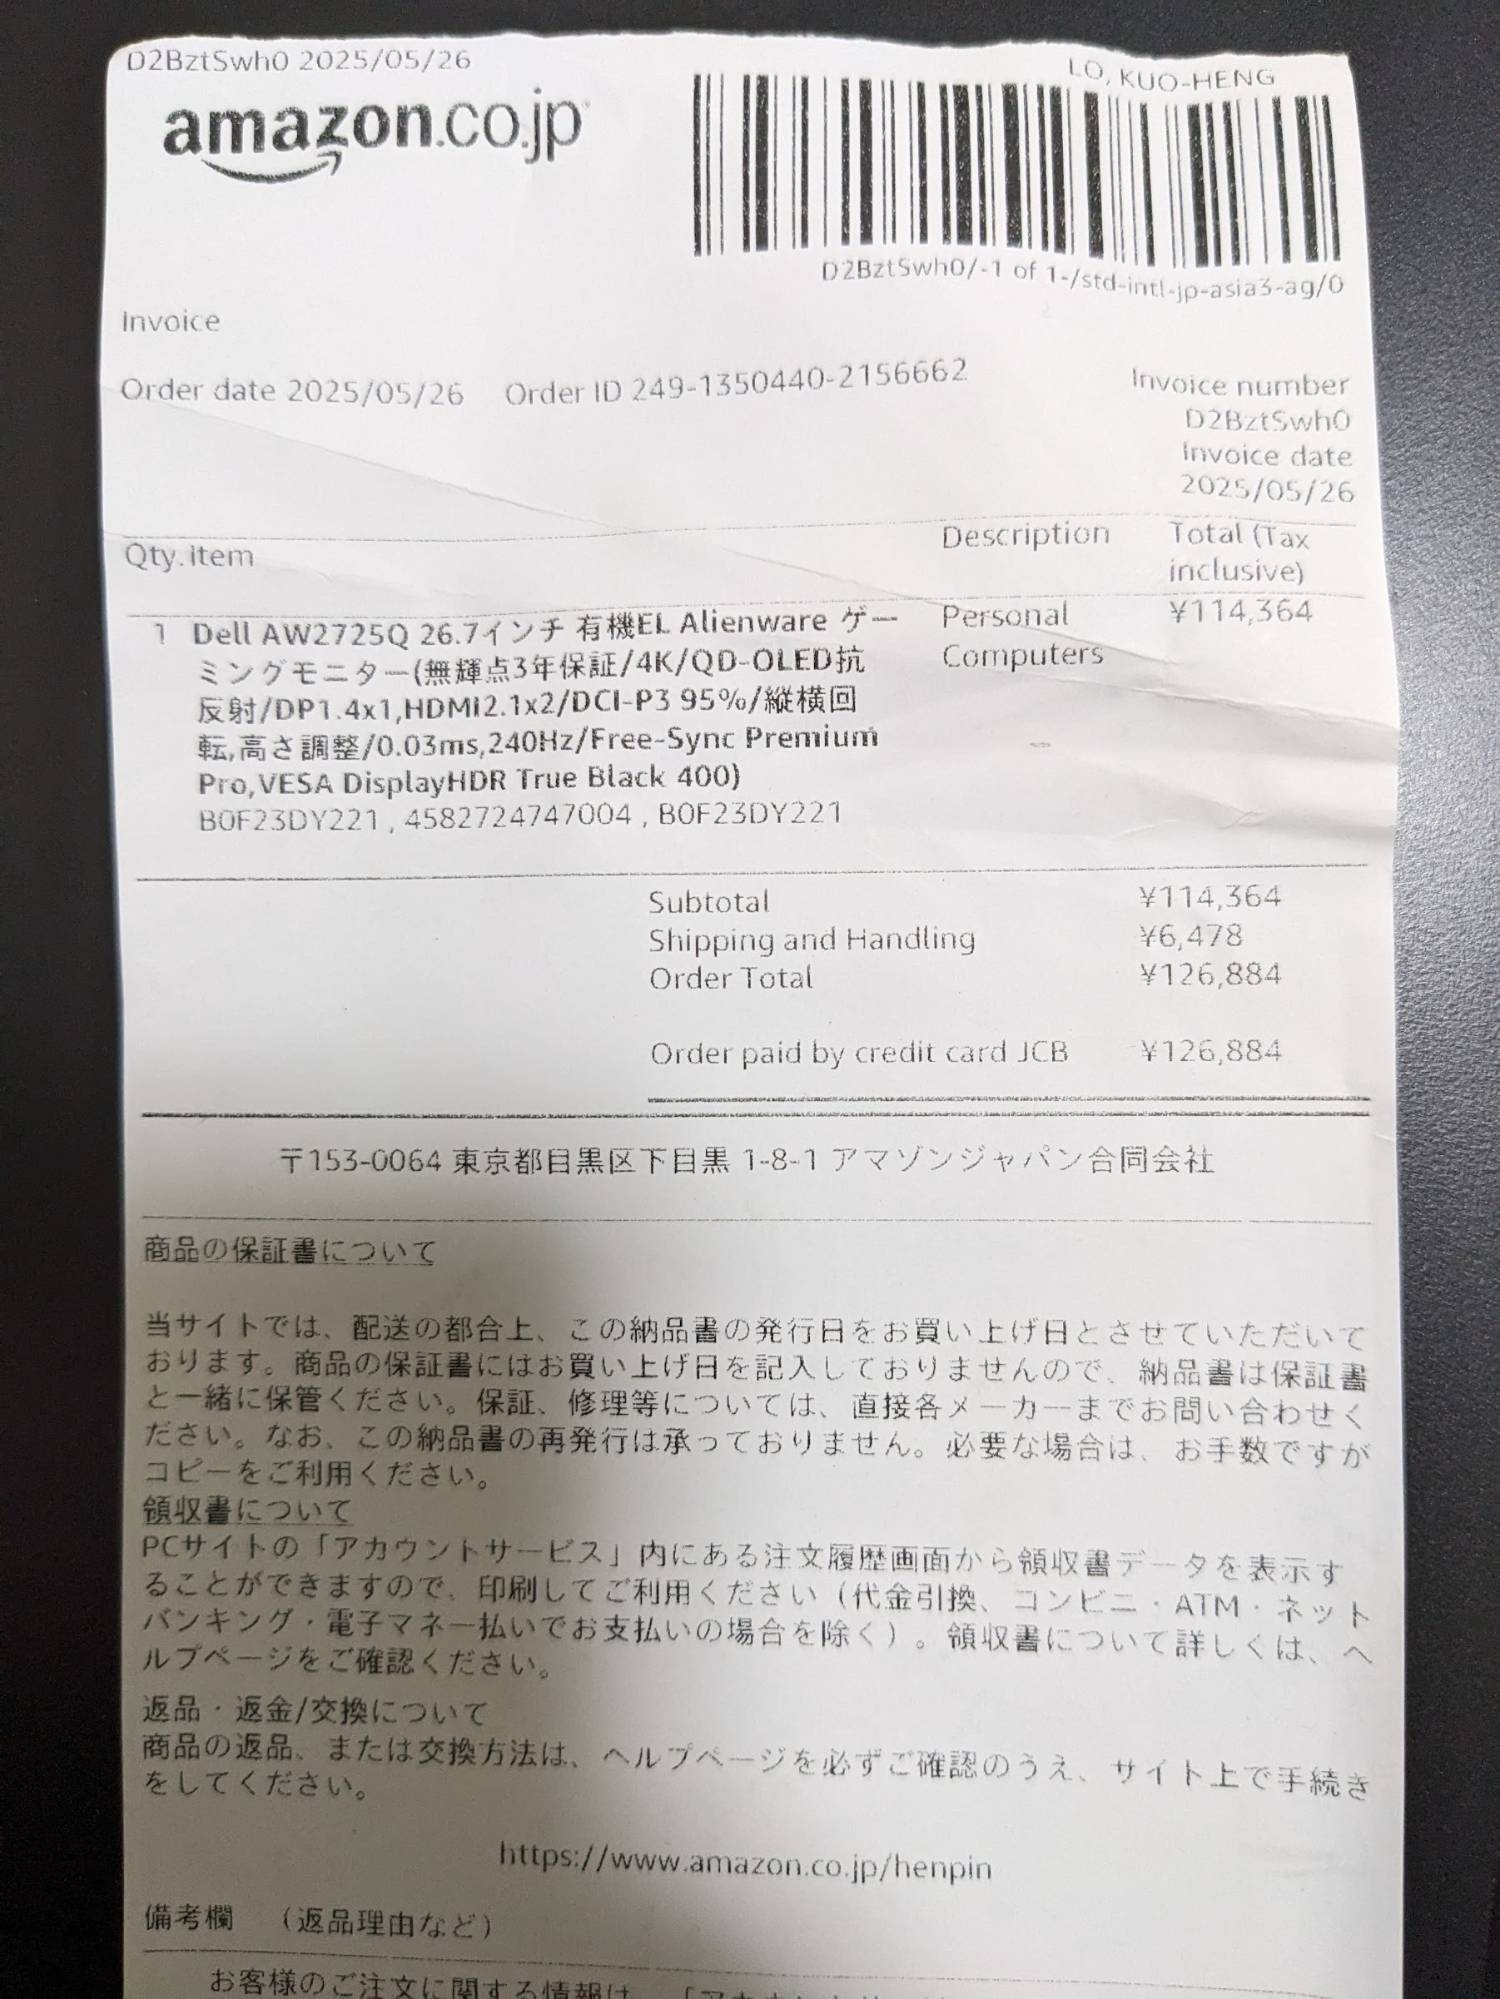 D2BztSwh0 2025/05/26
LO, KUO-HENG
amazon.co.jp
D2BztSwh0/-1 of 1-/std-intl-jp-asia3-ag/0
Invoice
Order date 2025/05/26 Order ID 249-1350440-2156662
Invoice number
D2BztSwh0
Invoice date
2025/05/26
Qty. Item Description Total (Tax
inclusive)
1 Dell AW2725Q 26.7インチ 有機EL Alienware ゲー Personal ¥114,364
ミングモニター(無輝点3年保証/4K/QD-OLED抗 Computers
反射/DP1.4x1,HDMI2.1x2/DCI-P3 95%/縦横回
転,高さ調整/0.03ms,240Hz/Free-Sync Premium
Pro,VESA DisplayHDR True Black 400)
B0F23DY221 , 4582724747004 , B0F23DY221
Subtotal ¥114,364
Shipping and Handling ¥6,478
Order Total ¥126,884
Order paid by credit card JCB ¥126,884
〒153-0064 東京都目黒区下目黒 1-8-1 アマゾンジャパン合同会社
商品の保証書について
当サイトでは、配送の都合上、この納品書の発行日をお買い上げ日とさせていただいて
おります。商品の保証書にはお買い上げ日を記入しておりませんので、納品書は保証書
と一緒に保管ください。保証、修理等については、直接各メーカーまでお問い合わせく
ださい。なお、この納品書の再発行は承っておりません。必要な場合は、お手数ですが
コピーをご利用ください。
領収書について
PCサイトの「アカウントサービス」内にある注文履歴画面から領収書データを表示す
ることができますので、印刷してご利用ください（代金引換、コンビニ・ATM・ネット
バンキング・電子マネー払いでお支払いの場合を除く）。領収書について詳しくは、ヘ
ルプページをご確認ください。
返品・返金/交換について
商品の返品、または交換方法は、ヘルプページを必ずご確認のうえ、サイト上で手続き
をしてください。
https://www.amazon.co.jp/henpin
備考欄 （返品理由など）
お客様のご注文に関する情報は、